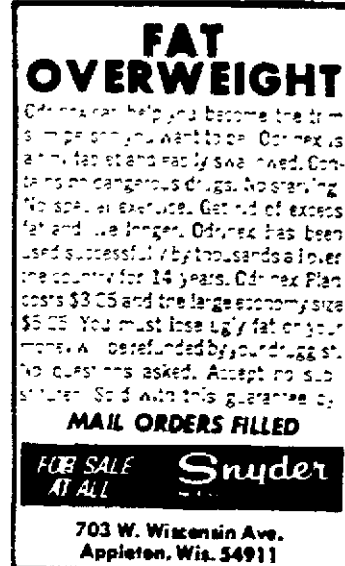 FAT
OVERWEIGHT
Odrinex can help you become the trim
slim person you want to be. Odrinex is
a tiny tablet and easily swallowed. Con-
tains no dangerous drugs. No starving.
No special exercise. Get rid of excess
fat and live longer. Odrinex has been
used successfully by thousands all over
the country for 14 years. Odrinex Plan
costs $3.25 and the large economy size
$5.25. You must lose ugly fat or your
money will be refunded by your druggist.
No questions asked. Accept no sub-
stitutes. Sold with this guarantee by:
MAIL ORDERS FILLED
FOR SALE
AT ALL
Snyder
703 W. Wisconsin Ave.
Appleton, Wis. 54911